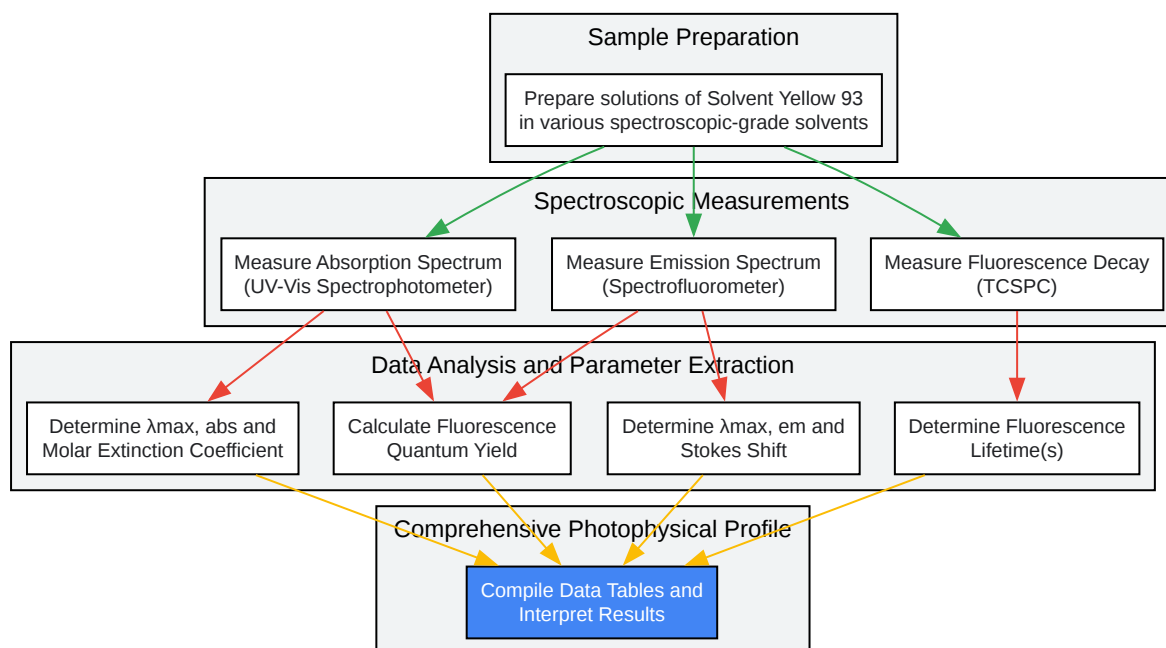 Sample Preparation
Prepare solutions of Solvent Yellow 93
in various spectroscopic-grade solvents
Spectroscopic Measurements
Measure Absorption Spectrum
(UV-Vis Spectrophotometer)
Measure Emission Spectrum
(Spectrofluorometer)
Measure Fluorescence Decay
(TCSPC)
Data Analysis and Parameter Extraction
Determine λmax, abs and
Molar Extinction Coefficient
Calculate Fluorescence
Quantum Yield
Determine λmax, em and
Stokes Shift
Determine Fluorescence
Lifetime(s)
Comprehensive Photophysical Profile
Compile Data Tables and
Interpret Results